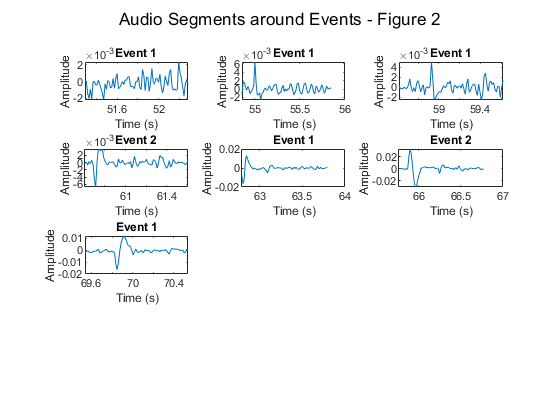 Audio Segments around Events - Figure 2
×10⁻³ Event 1
Amplitude
2
0
-2
51.6 52
Time (s)
×10⁻³ Event 1
Amplitude
6
4
2
0
-2
55 55.5 56
Time (s)
×10⁻³ Event 1
Amplitude
4
2
0
-2
59 59.4
Time (s)
×10⁻³ Event 2
Amplitude
2
0
-2
-4
-6
61 61.4
Time (s)
Event 1
Amplitude
0.02
0
-0.02
63 63.5 64
Time (s)
Event 2
Amplitude
0.02
0
-0.02
66 66.5 67
Time (s)
Event 1
Amplitude
0.01
0
-0.01
-0.02
69.6 70 70.4
Time (s)